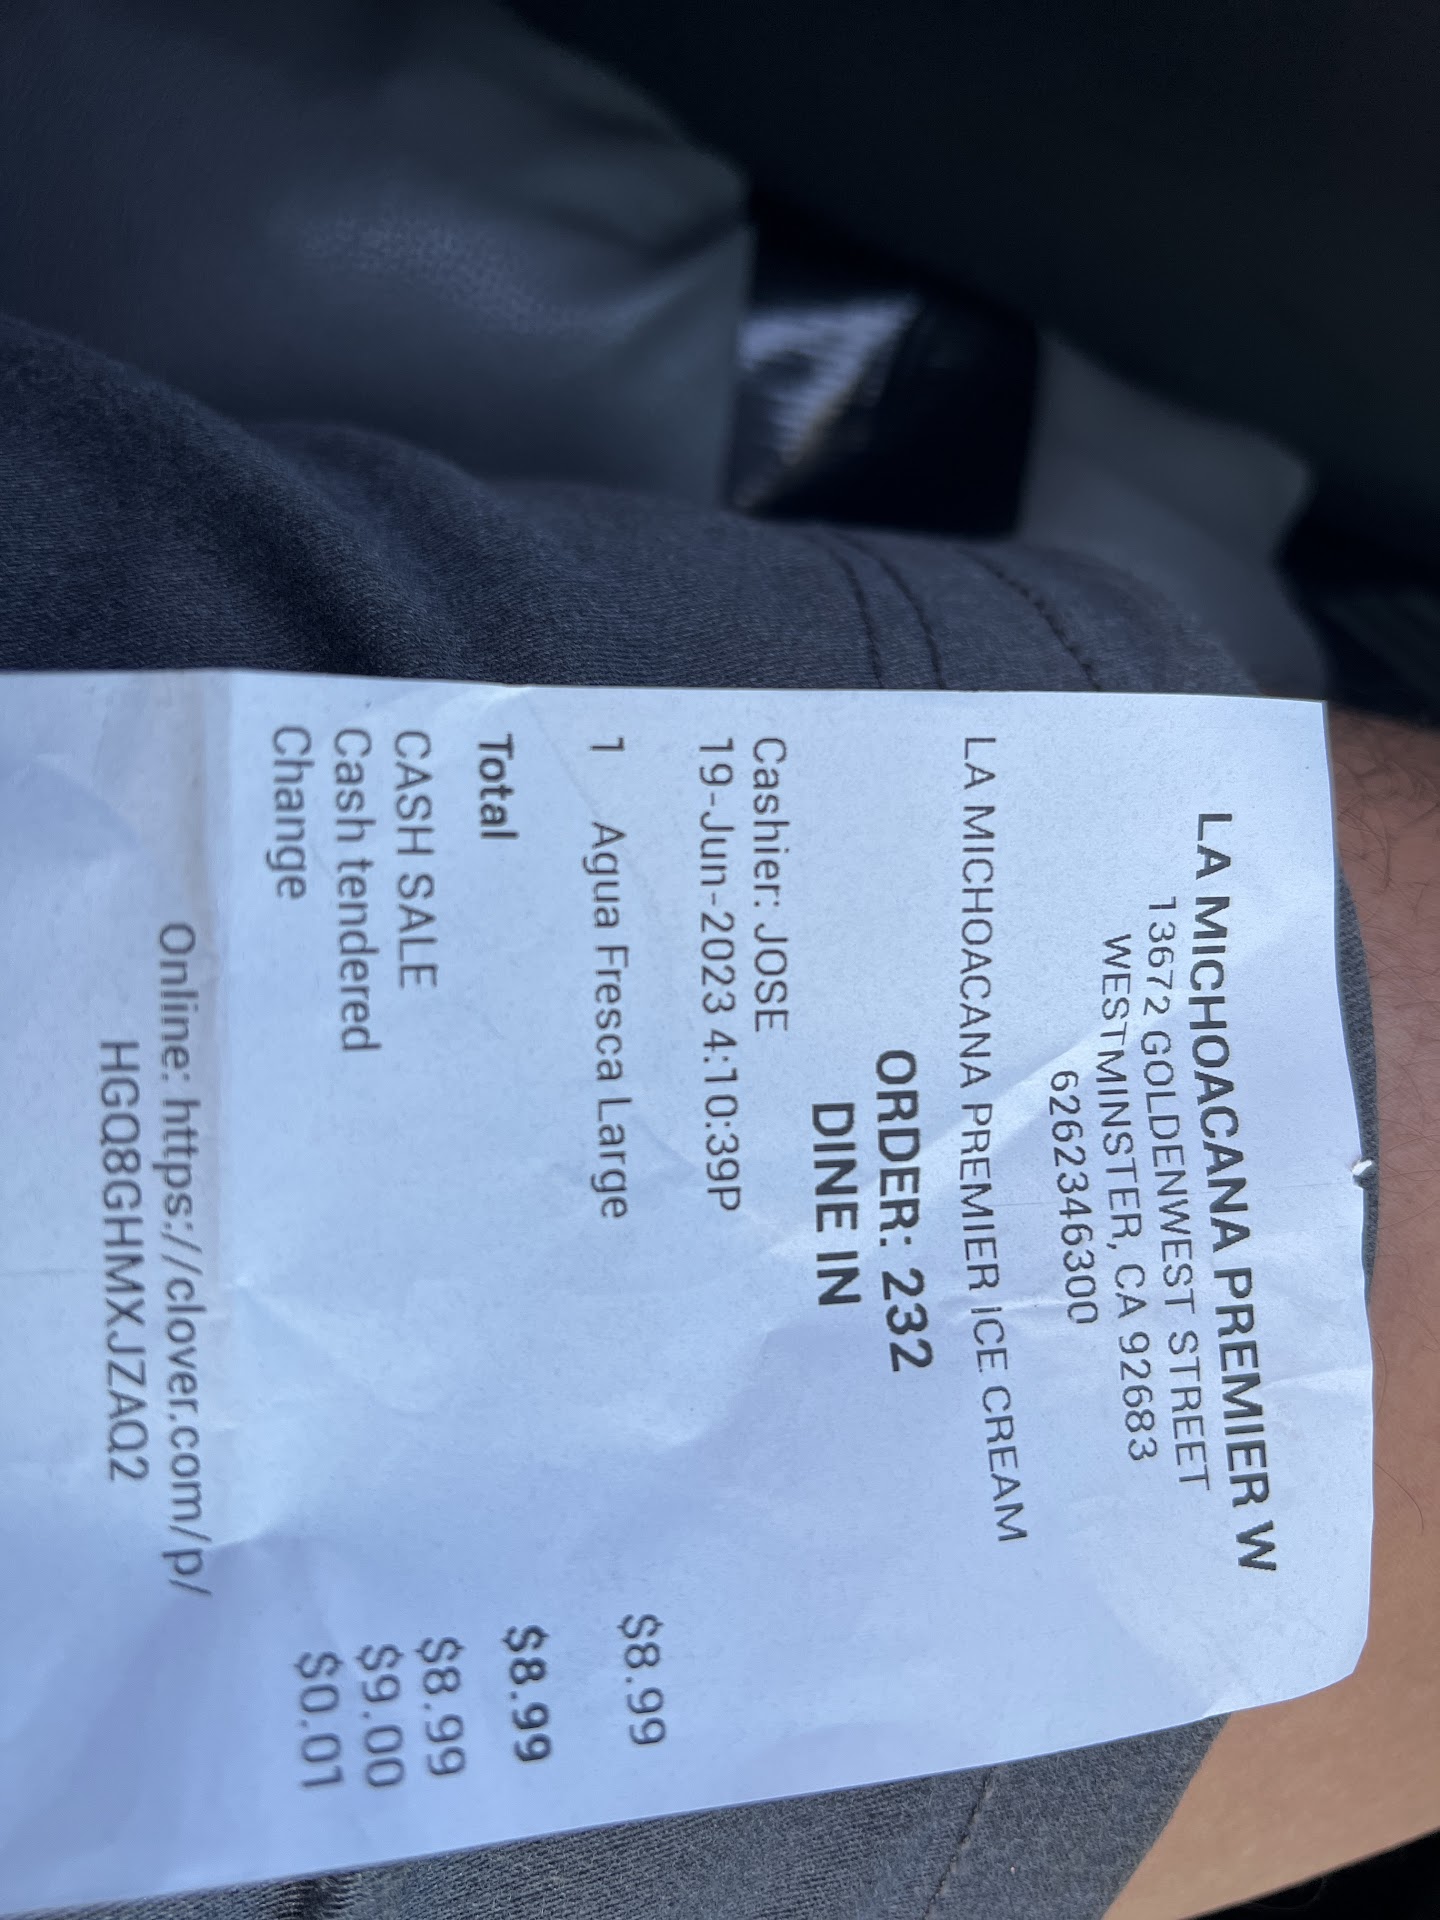 LA MICHOACANA PREMIER W
13672 GOLDENWEST STREET
WESTMINSTER, CA 92683
6262346300
LA MICHOACANA PREMIER ICE CREAM
ORDER: 232
DINE IN
Cashier: JOSE
19-Jun-2023 4:10:39P
1 Agua Fresca Large $8.99
Total $8.99
CASH SALE $8.99
Cash tendered $9.00
Change $0.01
Online: https://clover.com/p/
HGQ8GHMXJZAQ2